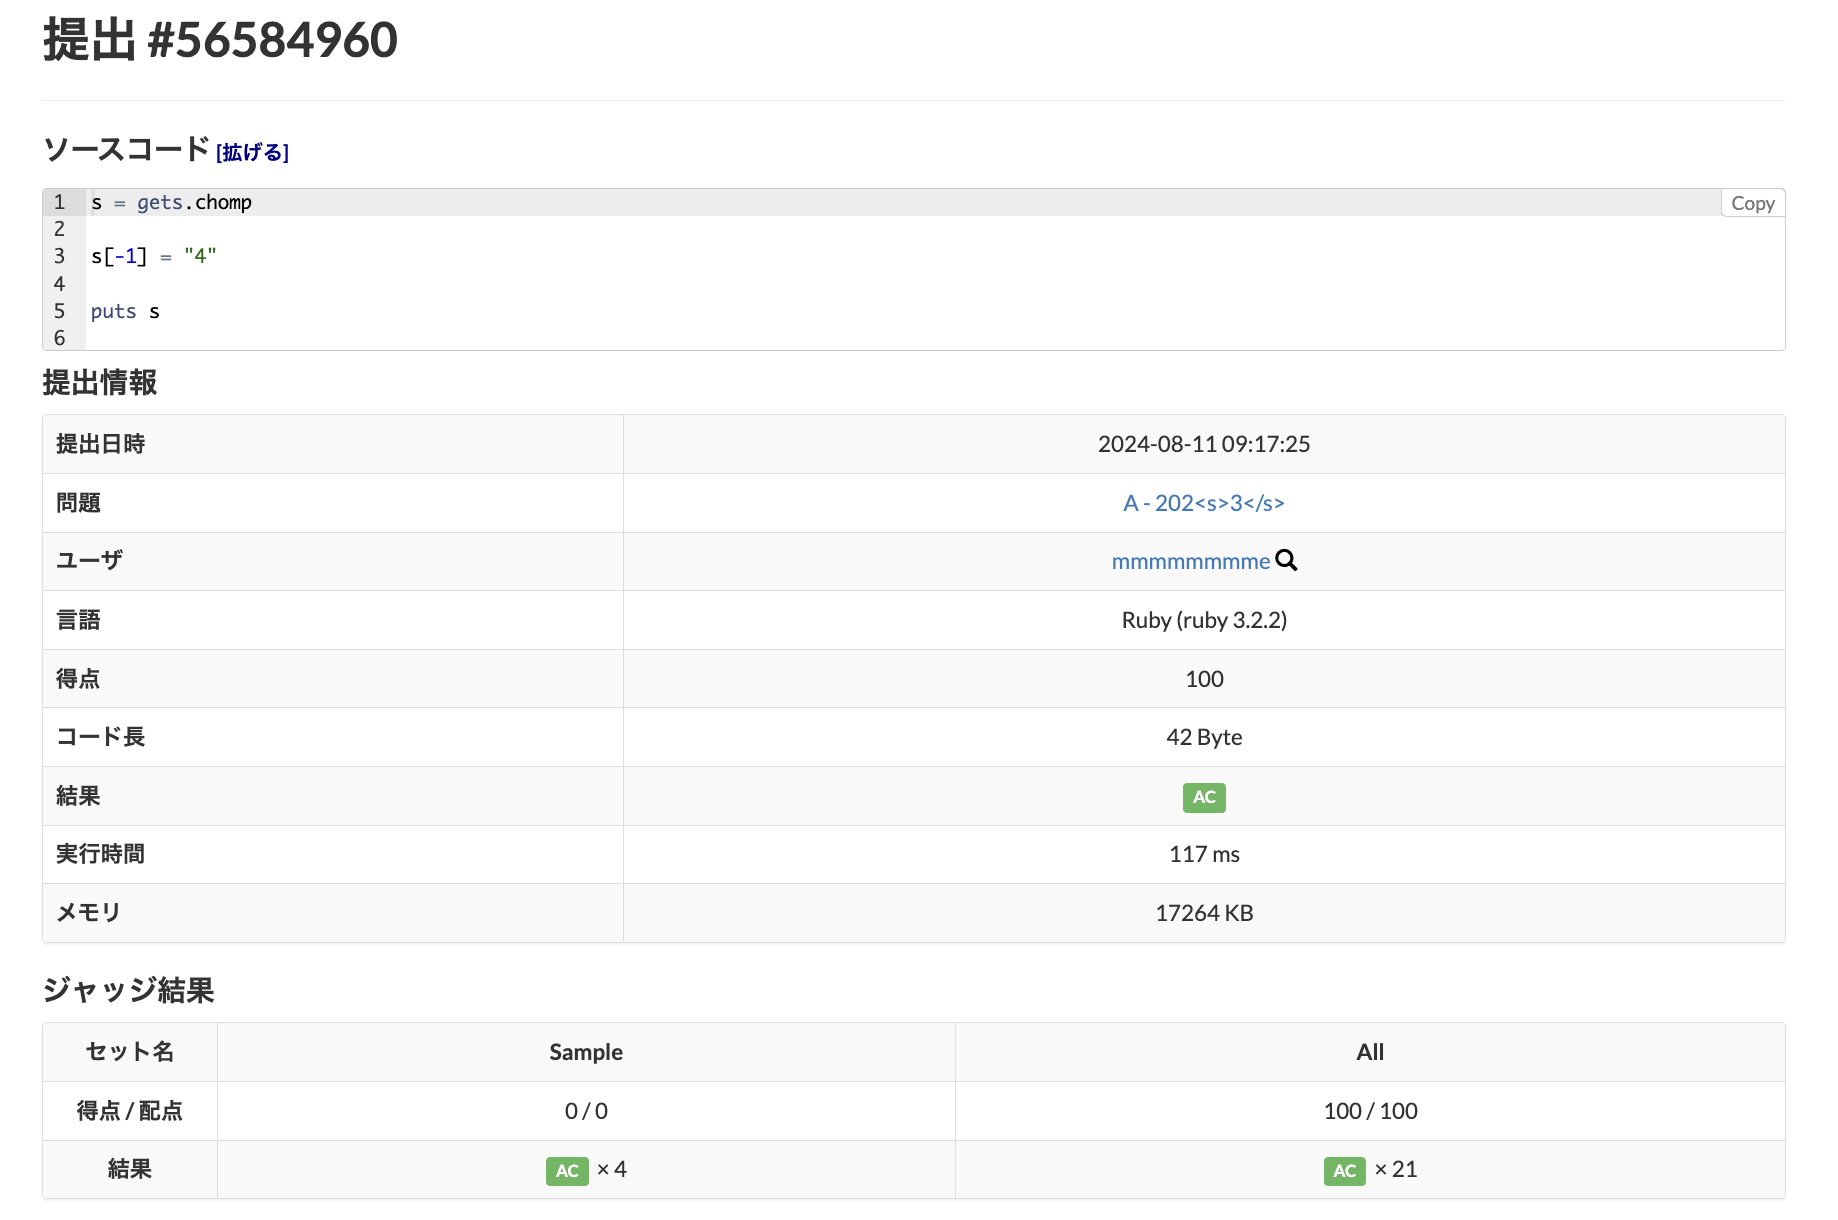 提出 #56584960
ソースコード [拡げる]
Copy
1 s = gets.chomp
2
3 s[-1] = "4"
4
5 puts s
6
提出情報
提出日時 2024-08-11 09:17:25
問題 A - 202<s>3</s>
ユーザ mmmmmmmmme
言語 Ruby (ruby 3.2.2)
得点 100
コード長 42 Byte
結果 AC
実行時間 117 ms
メモリ 17264 KB
ジャッジ結果
セット名 Sample All
得点 / 配点 0 / 0 100 / 100
結果 AC × 4 AC × 21